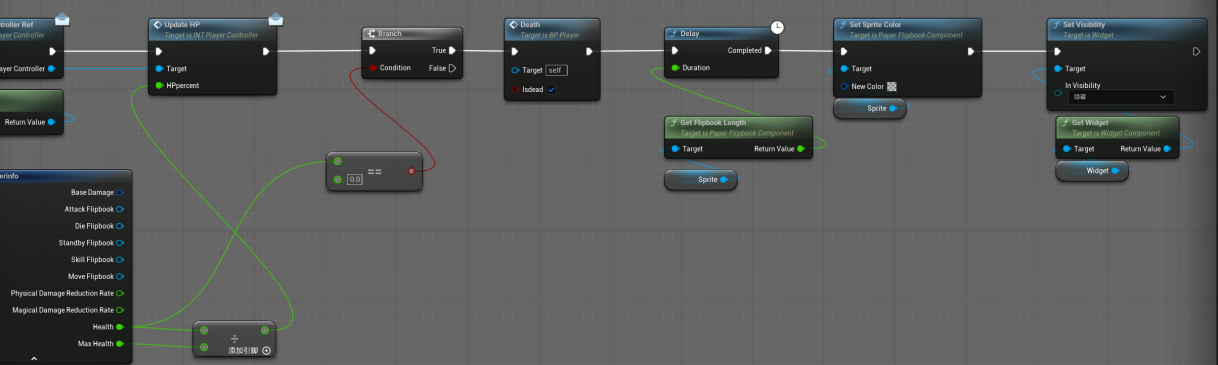 ntroller Ref
ayer Controller
ayer Controller
Return Value
Update HP
Target is INT Player Controller
Target
HPpercent
Branch
Condition
True
False
Death
Target is BP Player
Target self
Isdead
Delay
Duration
Completed
Get Flipbook Length
Target is Paper Flipbook Component
Target
Return Value
Sprite
Set Sprite Color
Target is Paper Flipbook Component
Target
New Color
Sprite
Set Visibility
Target is Widget
Target
In Visibility
隐藏
Get Widget
Target is Widget Component
Target
Return Value
Widget
0.0
==
erinfo
Base Damage
Attack Flipbook
Die Flipbook
Standby Flipbook
Skill Flipbook
Move Flipbook
Physical Damage Reduction Rate
Magical Damage Reduction Rate
Health
Max Health
÷
添加引脚